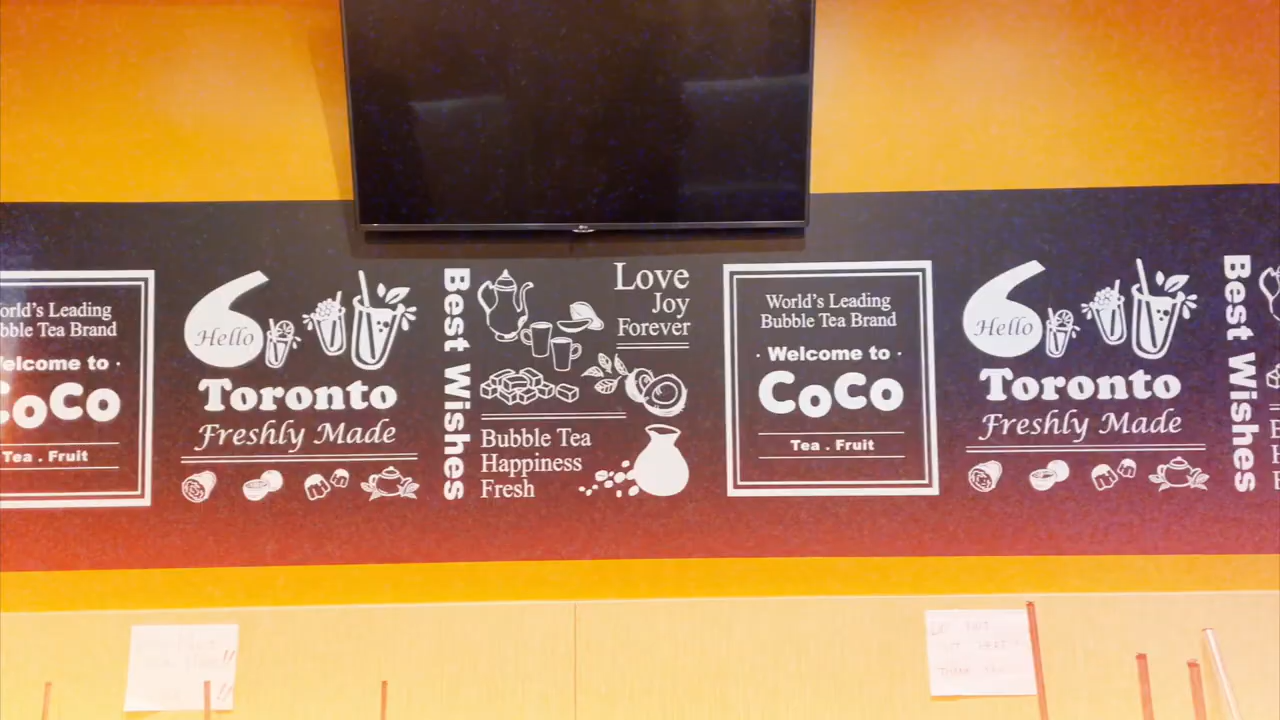 orld's Leading
bble Tea Brand
elcome to ·
CoCo
Tea . Fruit
Hello
Toronto
Freshly Made
Best Wishes
Love
Joy
Forever
Bubble Tea
Happiness
Fresh
World's Leading
Bubble Tea Brand
· Welcome to ·
CoCo
Tea . Fruit
Hello
Toronto
Freshly Made
Best Wishes